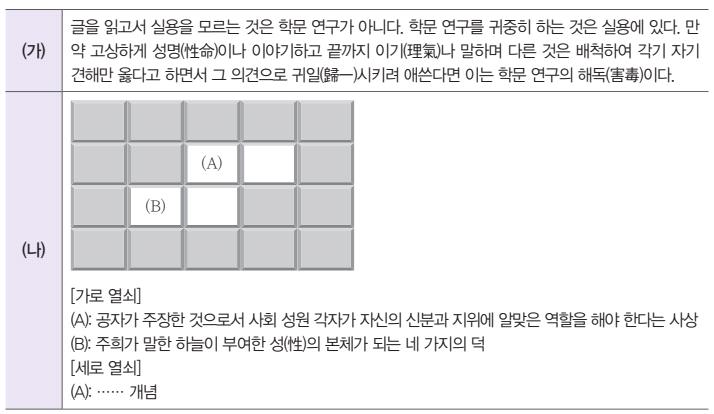 (가)
글을 읽고서 실용을 모르는 것은 학문 연구가 아니다. 학문 연구를 귀중히 하는 것은 실용에 있다. 만
약 고상하게 성명(性命)이나 이야기하고 끝까지 이기(理氣)나 말하며 다른 것은 배척하여 각기 자기
견해만 옳다고 하면서 그 의견으로 귀일(歸一)시키려 애쓴다면 이는 학문 연구의 해독(害毒)이다.
(나)
(A)
(B)
[가로 열쇠]
(A): 공자가 주장한 것으로서 사회 성원 각자가 자신의 신분과 지위에 알맞은 역할을 해야 한다는 사상
(B): 주희가 말한 하늘이 부여한 성(性)의 본체가 되는 네 가지의 덕
[세로 열쇠]
(A): …… 개념